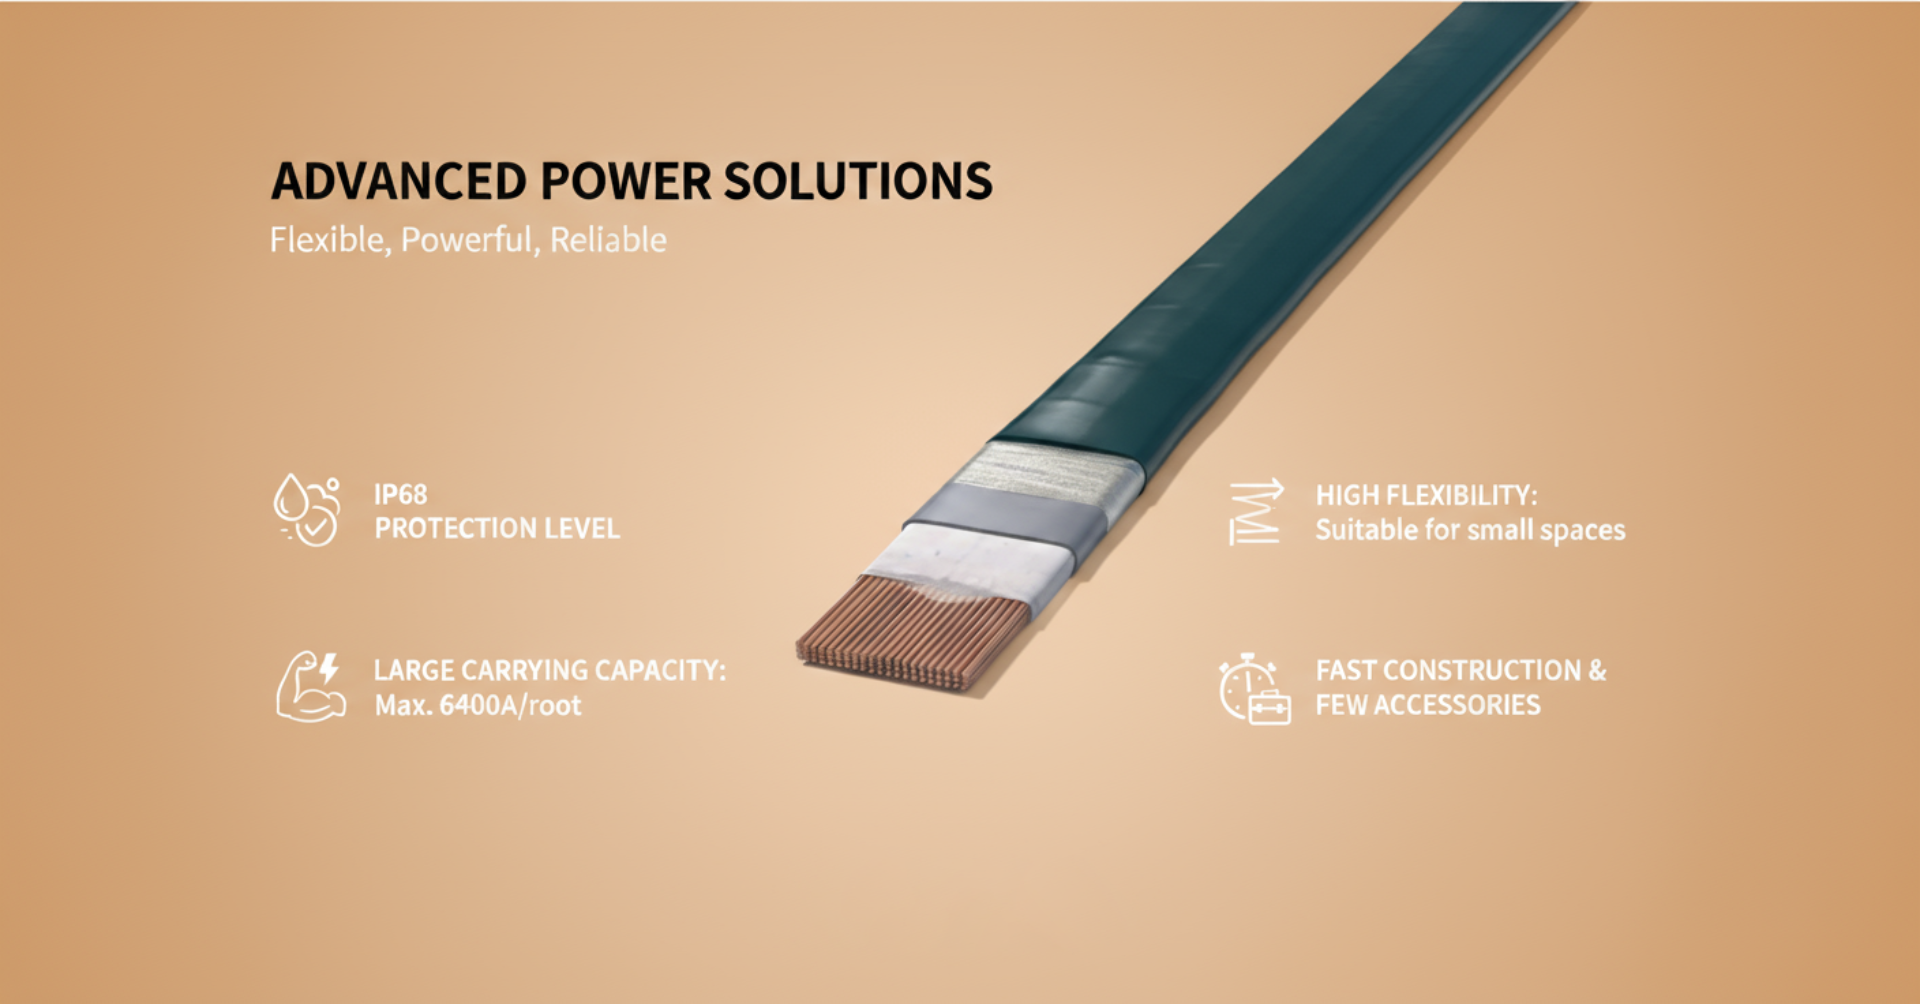 ADVANCED POWER SOLUTIONS
Flexible, Powerful, Reliable
IP68
PROTECTION LEVEL
LARGE CARRYING CAPACITY:
Max. 6400A/root
HIGH FLEXIBILITY:
Suitable for small spaces
FAST CONSTRUCTION &
FEW ACCESSORIES